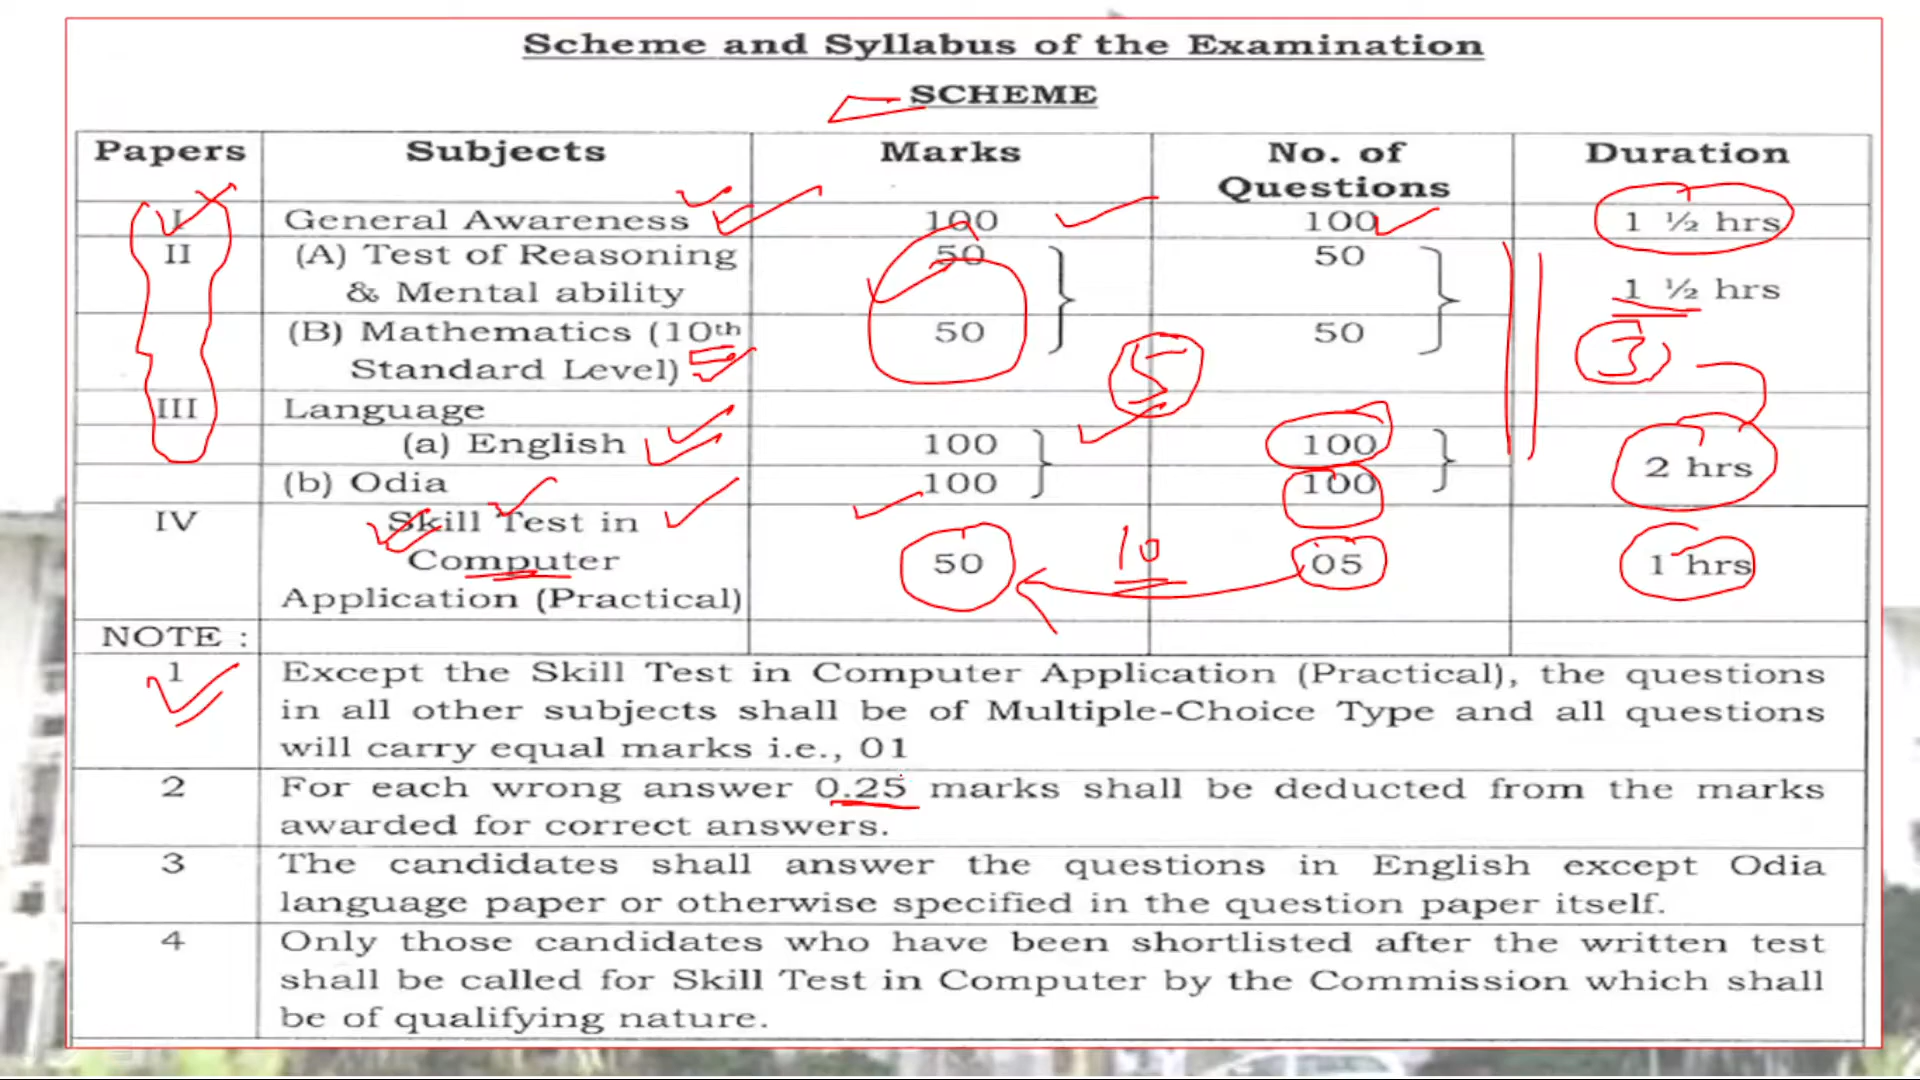 Scheme and Syllabus of the Examination
SCHEME
Papers Subjects Marks No. of Questions Duration
I General Awareness 100 100 1 ½ hrs
II (A) Test of Reasoning & Mental ability 50 50 1 ½ hrs
(B) Mathematics (10th Standard Level) 50 50
3
5
III Language
(a) English 100 100 2 hrs
(b) Odia 100 100
IV Skill Test in Computer Application (Practical) 50 05 1 hrs
10
NOTE :
1 Except the Skill Test in Computer Application (Practical), the questions
in all other subjects shall be of Multiple-Choice Type and all questions
will carry equal marks i.e., 01
2 For each wrong answer 0.25 marks shall be deducted from the marks
awarded for correct answers.
3 The candidates shall answer the questions in English except Odia
language paper or otherwise specified in the question paper itself.
4 Only those candidates who have been shortlisted after the written test
shall be called for Skill Test in Computer by the Commission which shall
be of qualifying nature.